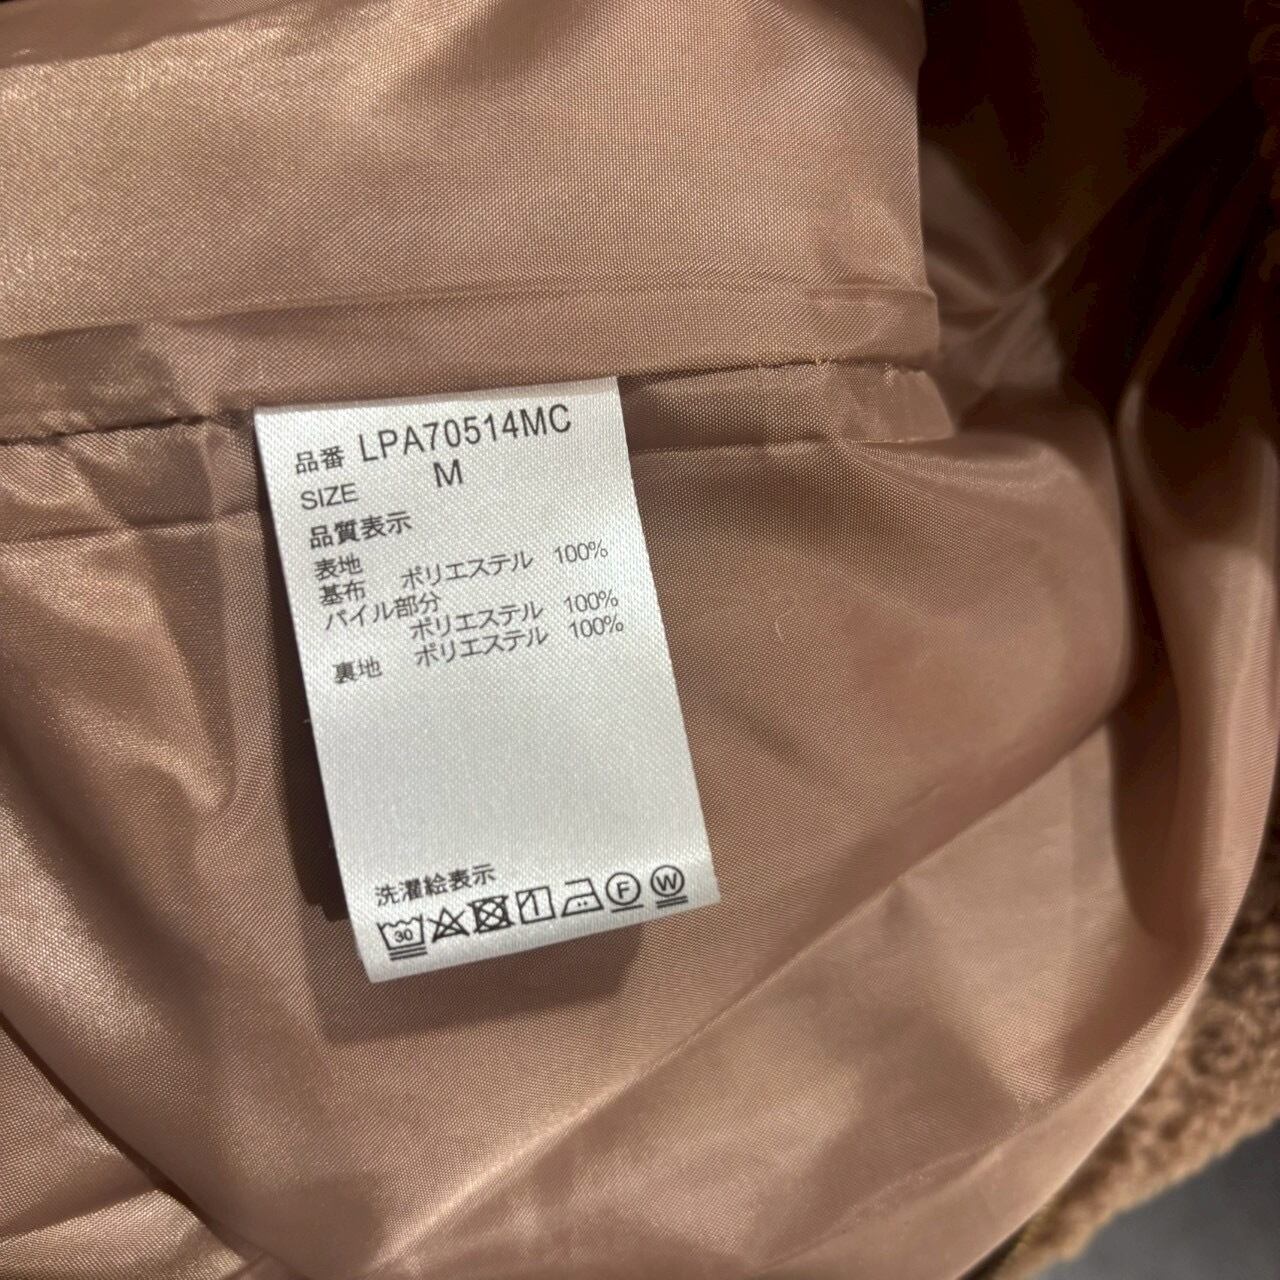 品番 LPA70514MC
SIZE M
品質表示
表地
基布 ポリエステル 100%
パイル部分
ポリエステル 100%
裏地 ポリエステル 100%
洗濯絵表示
30 F W